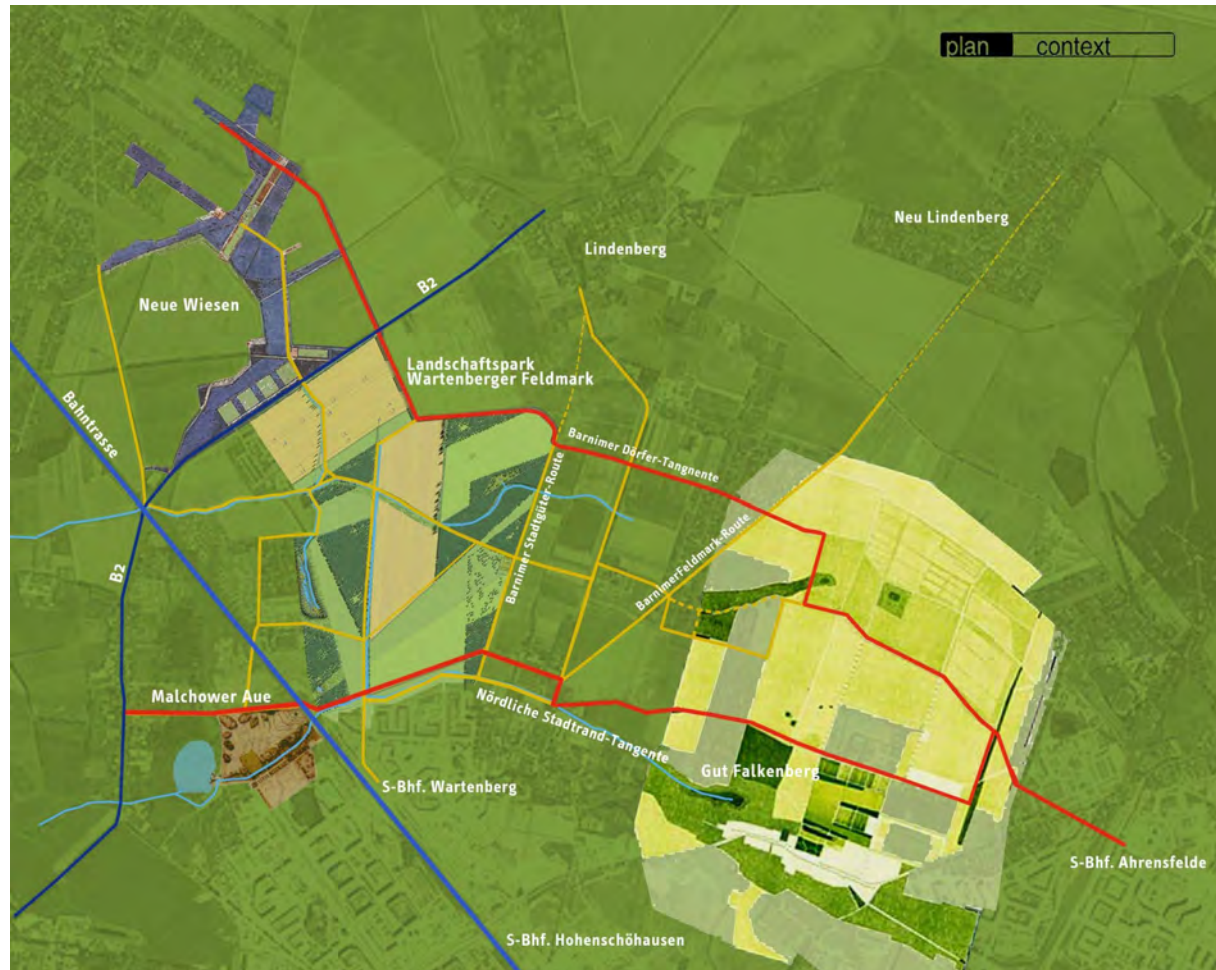 plan context
Neu Lindenberg
Lindenberg
B2
Neue Wiesen
Landschaftspark
Wartenberger Feldmark
Bahntrasse
Barnimer Dörfer-Tangnente
Barnimer Stadtgüter-Route
BarnimerFeldmark-Route
B2
Malchower Aue
Nördliche Stadtrand-Tangente
Gut Falkenberg
S-Bhf. Wartenberg
S-Bhf. Ahrensfelde
S-Bhf. Hohenschöhausen